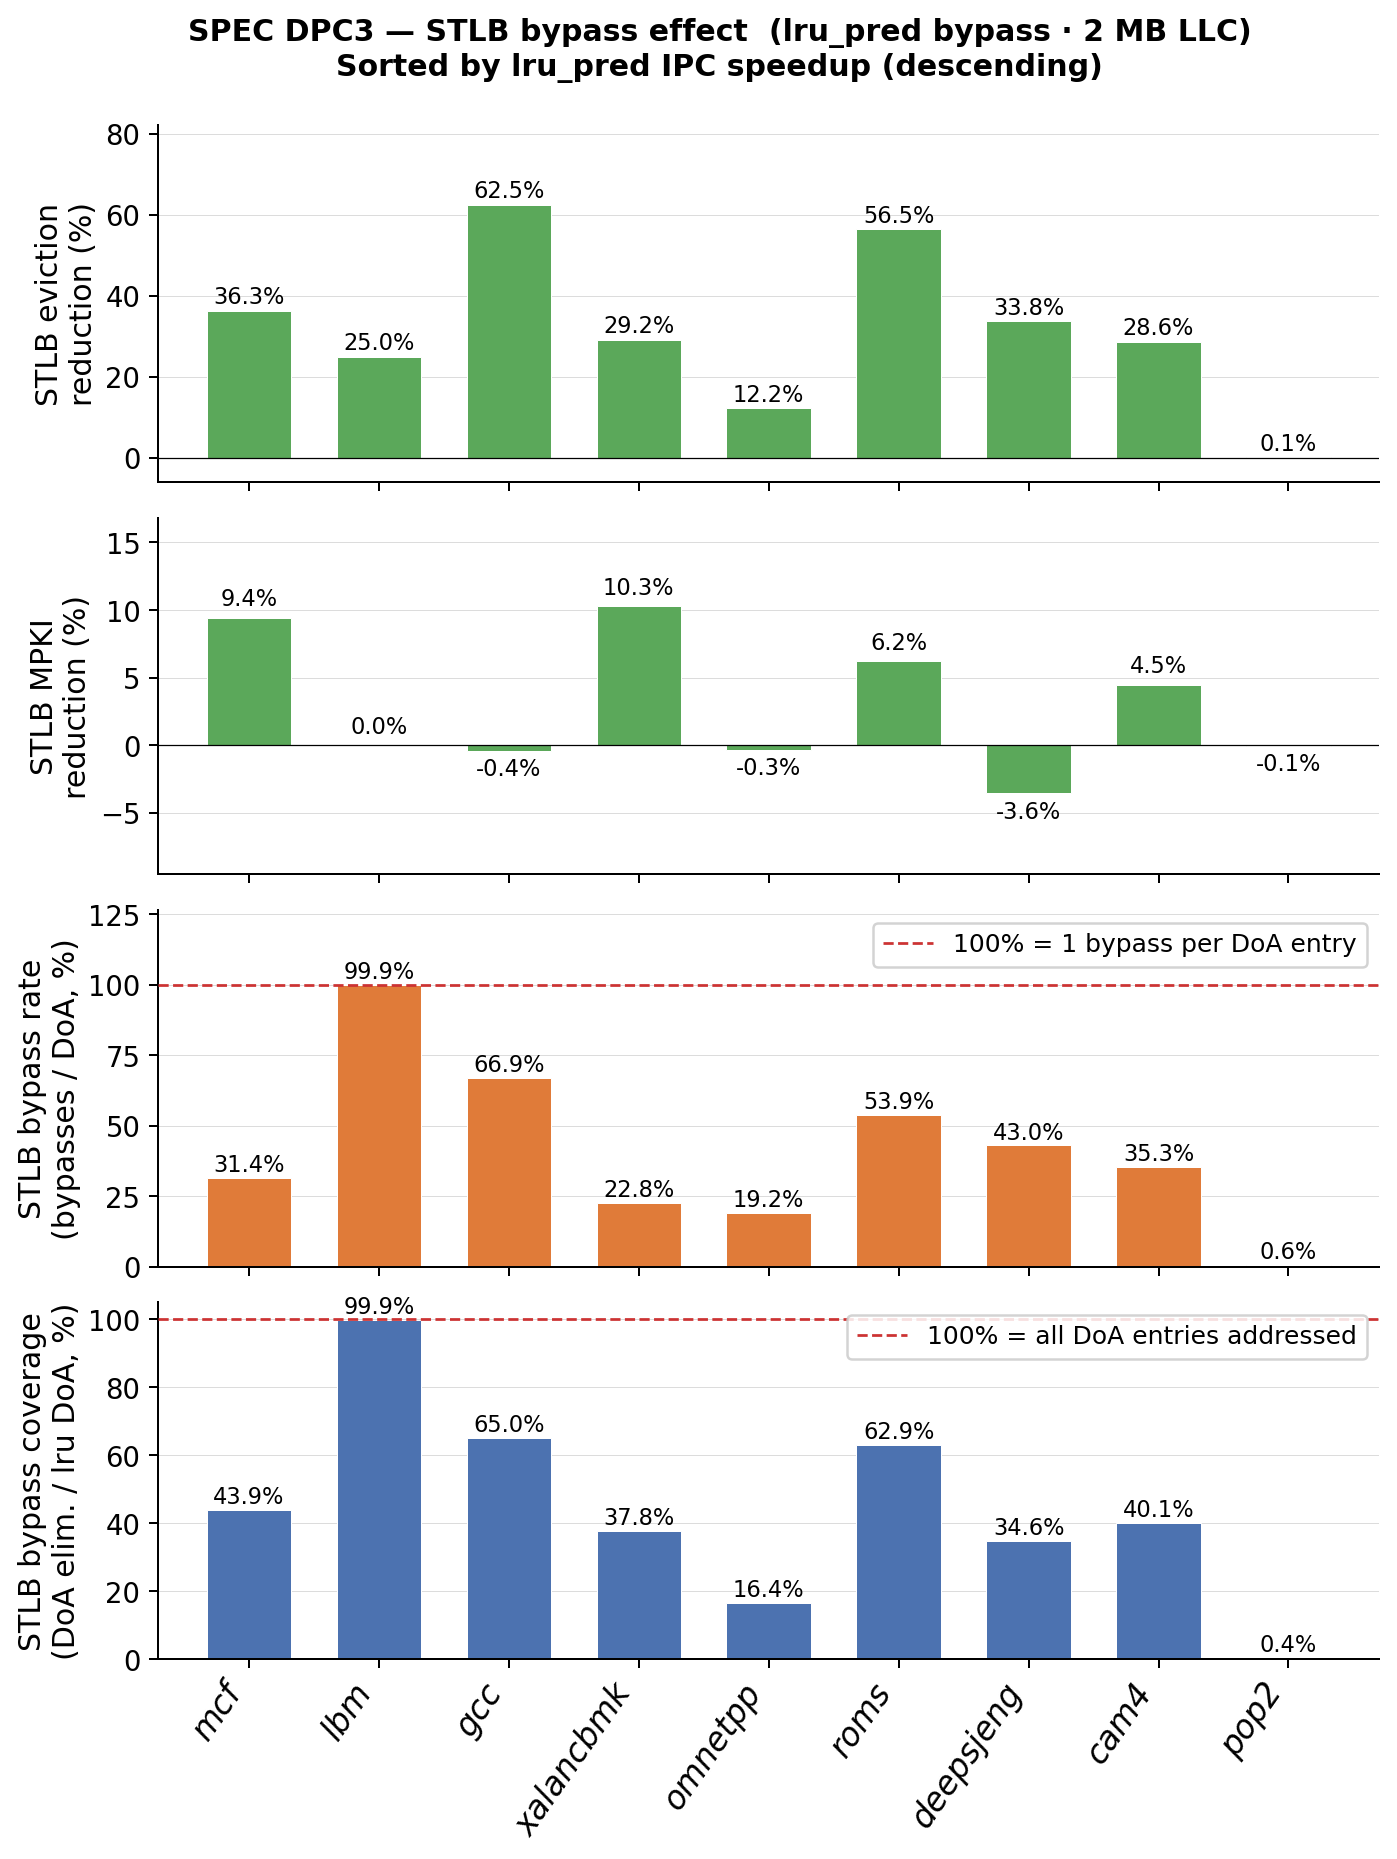 SPEC DPC3 — STLB bypass effect  (lru_pred bypass · 2 MB LLC)
Sorted by lru_pred IPC speedup (descending)
STLB eviction
reduction (%)
80
60
40
20
0
36.3%
25.0%
62.5%
29.2%
12.2%
56.5%
33.8%
28.6%
0.1%
STLB MPKI
reduction (%)
15
10
5
0
−5
9.4%
0.0%
-0.4%
10.3%
-0.3%
6.2%
-3.6%
4.5%
-0.1%
STLB bypass rate
(bypasses / DoA, %)
125
100
75
50
25
0
100% = 1 bypass per DoA entry
31.4%
99.9%
66.9%
22.8%
19.2%
53.9%
43.0%
35.3%
0.6%
STLB bypass coverage
(DoA elim. / lru DoA, %)
100
80
60
40
20
0
100% = all DoA entries addressed
43.9%
99.9%
65.0%
37.8%
16.4%
62.9%
34.6%
40.1%
0.4%
mcf
lbm
gcc
xalancbmk
omnetpp
roms
deepsjeng
cam4
pop2